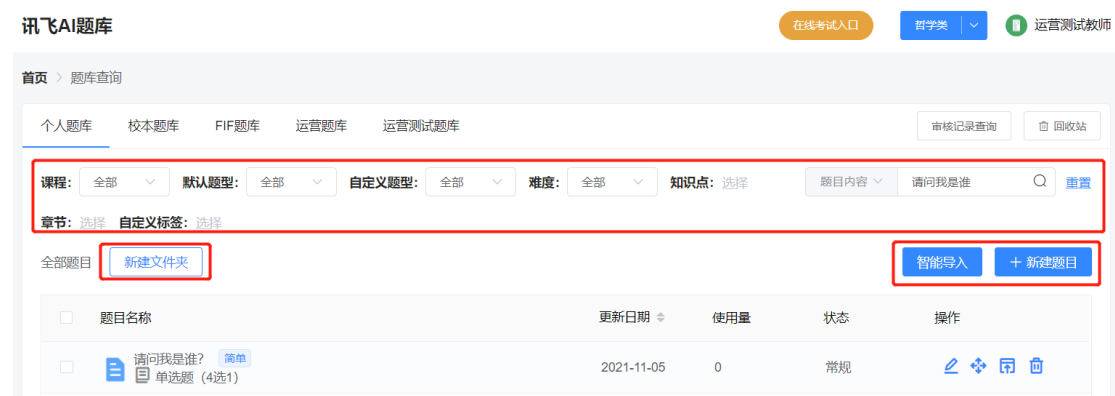 讯飞AI题库 在线考试入口 哲学类 运营测试教师
首页 > 题库查询
个人题库 校本题库 FIF题库 运营题库 运营测试题库 审核记录查询 回收站
课程： 全部 默认题型： 全部 自定义题型： 全部 难度： 全部 知识点： 选择 题目内容 请问我是谁 重置
章节： 选择 自定义标签： 选择
全部题目 新建文件夹 智能导入 + 新建题目
题目名称 更新日期 使用量 状态 操作
请问我是谁？ 简单
单选题（4选1） 2021-11-05 0 常规